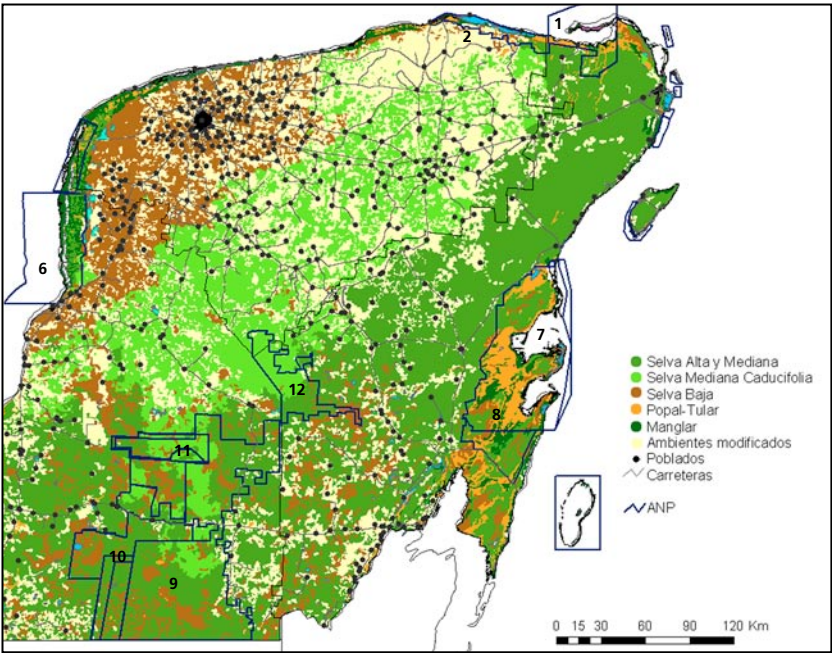 1
2
6
7
8
12
11
10
9
Selva Alta y Mediana
Selva Mediana Caducifolia
Selva Baja
Popal-Tular
Manglar
Ambientes modificados
Poblados
Carreteras
ANP
0 15 30 60 90 120 Km